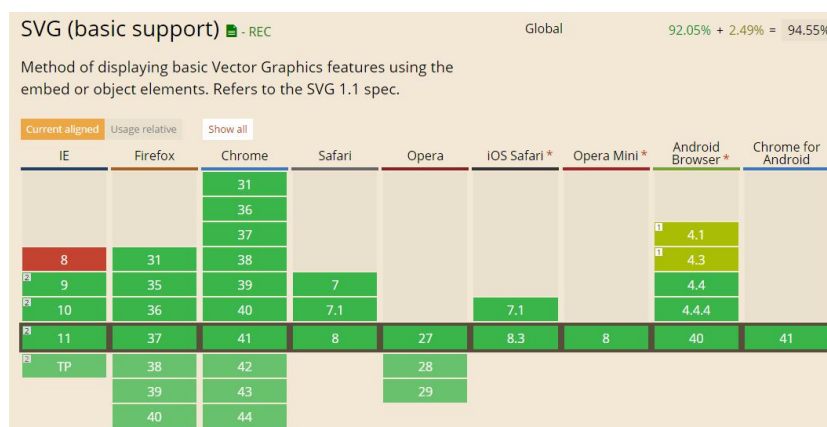 SVG (basic support) - REC Global 92.05% + 2.49% = 94.55%
Method of displaying basic Vector Graphics features using the
embed or object elements. Refers to the SVG 1.1 spec.
Current aligned Usage relative Show all
IE Firefox Chrome Safari Opera iOS Safari * Opera Mini * Android Browser * Chrome for Android
31
36
37
1 4.1
8 31 38 1 4.3
2 9 35 39 7 4.4
2 10 36 40 7.1 7.1 4.4.4
2 11 37 41 8 27 8.3 8 40 41
2 TP 38 42 28
39 43 29
40 44